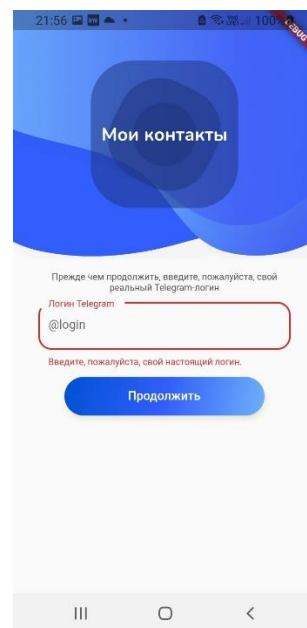 21:56
100%
DEBUG
Мои контакты
Прежде чем продолжить, введите, пожалуйста, свой
реальный Telegram-логин
Логин Telegram
@login
Введите, пожалуйста, свой настоящий логин.
Продолжить